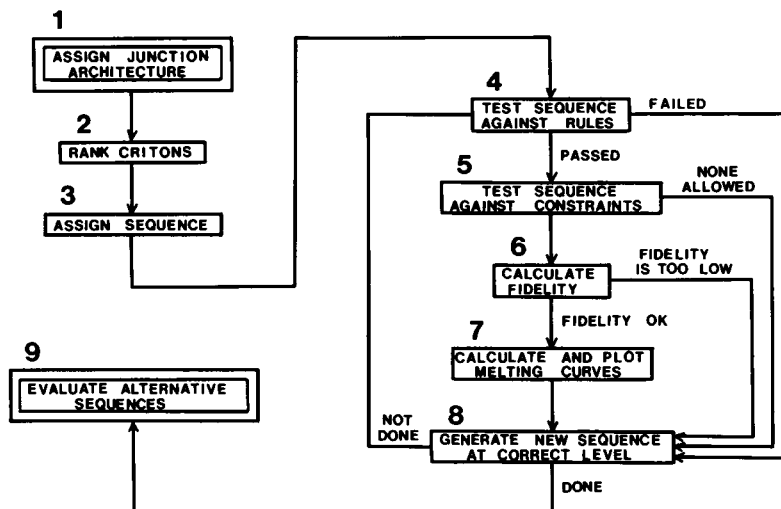 1
ASSIGN JUNCTION
ARCHITECTURE
2
RANK CRITONS
3
ASSIGN SEQUENCE
4
TEST SEQUENCE
AGAINST RULES
FAILED
PASSED
5
TEST SEQUENCE
AGAINST CONSTRAINTS
NONE
ALLOWED
6
CALCULATE
FIDELITY
FIDELITY
IS TOO LOW
FIDELITY OK
7
CALCULATE AND PLOT
MELTING CURVES
8
GENERATE NEW SEQUENCE
AT CORRECT LEVEL
NOT
DONE
DONE
9
EVALUATE ALTERNATIVE
SEQUENCES